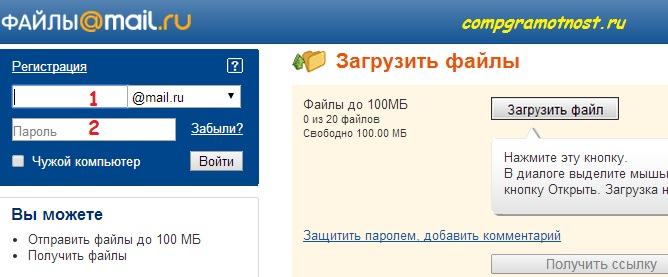 ФАЙЛЫ@mail.ru
compgramotnost.ru
Регистрация
?
1
@mail.ru
2
Пароль
Забыли?
Чужой компьютер
Войти
Вы можете
Отправить файлы до 100 МБ
Получить файлы
Загрузить файлы
Файлы до 100МБ
0 из 20 файлов
Свободно 100.00 МБ
Загрузить файл
Нажмите эту кнопку.
В диалоге выделите
кнопку Открыть. Загрузка
Защитить паролем, добавить комментарий
Получить ссылку